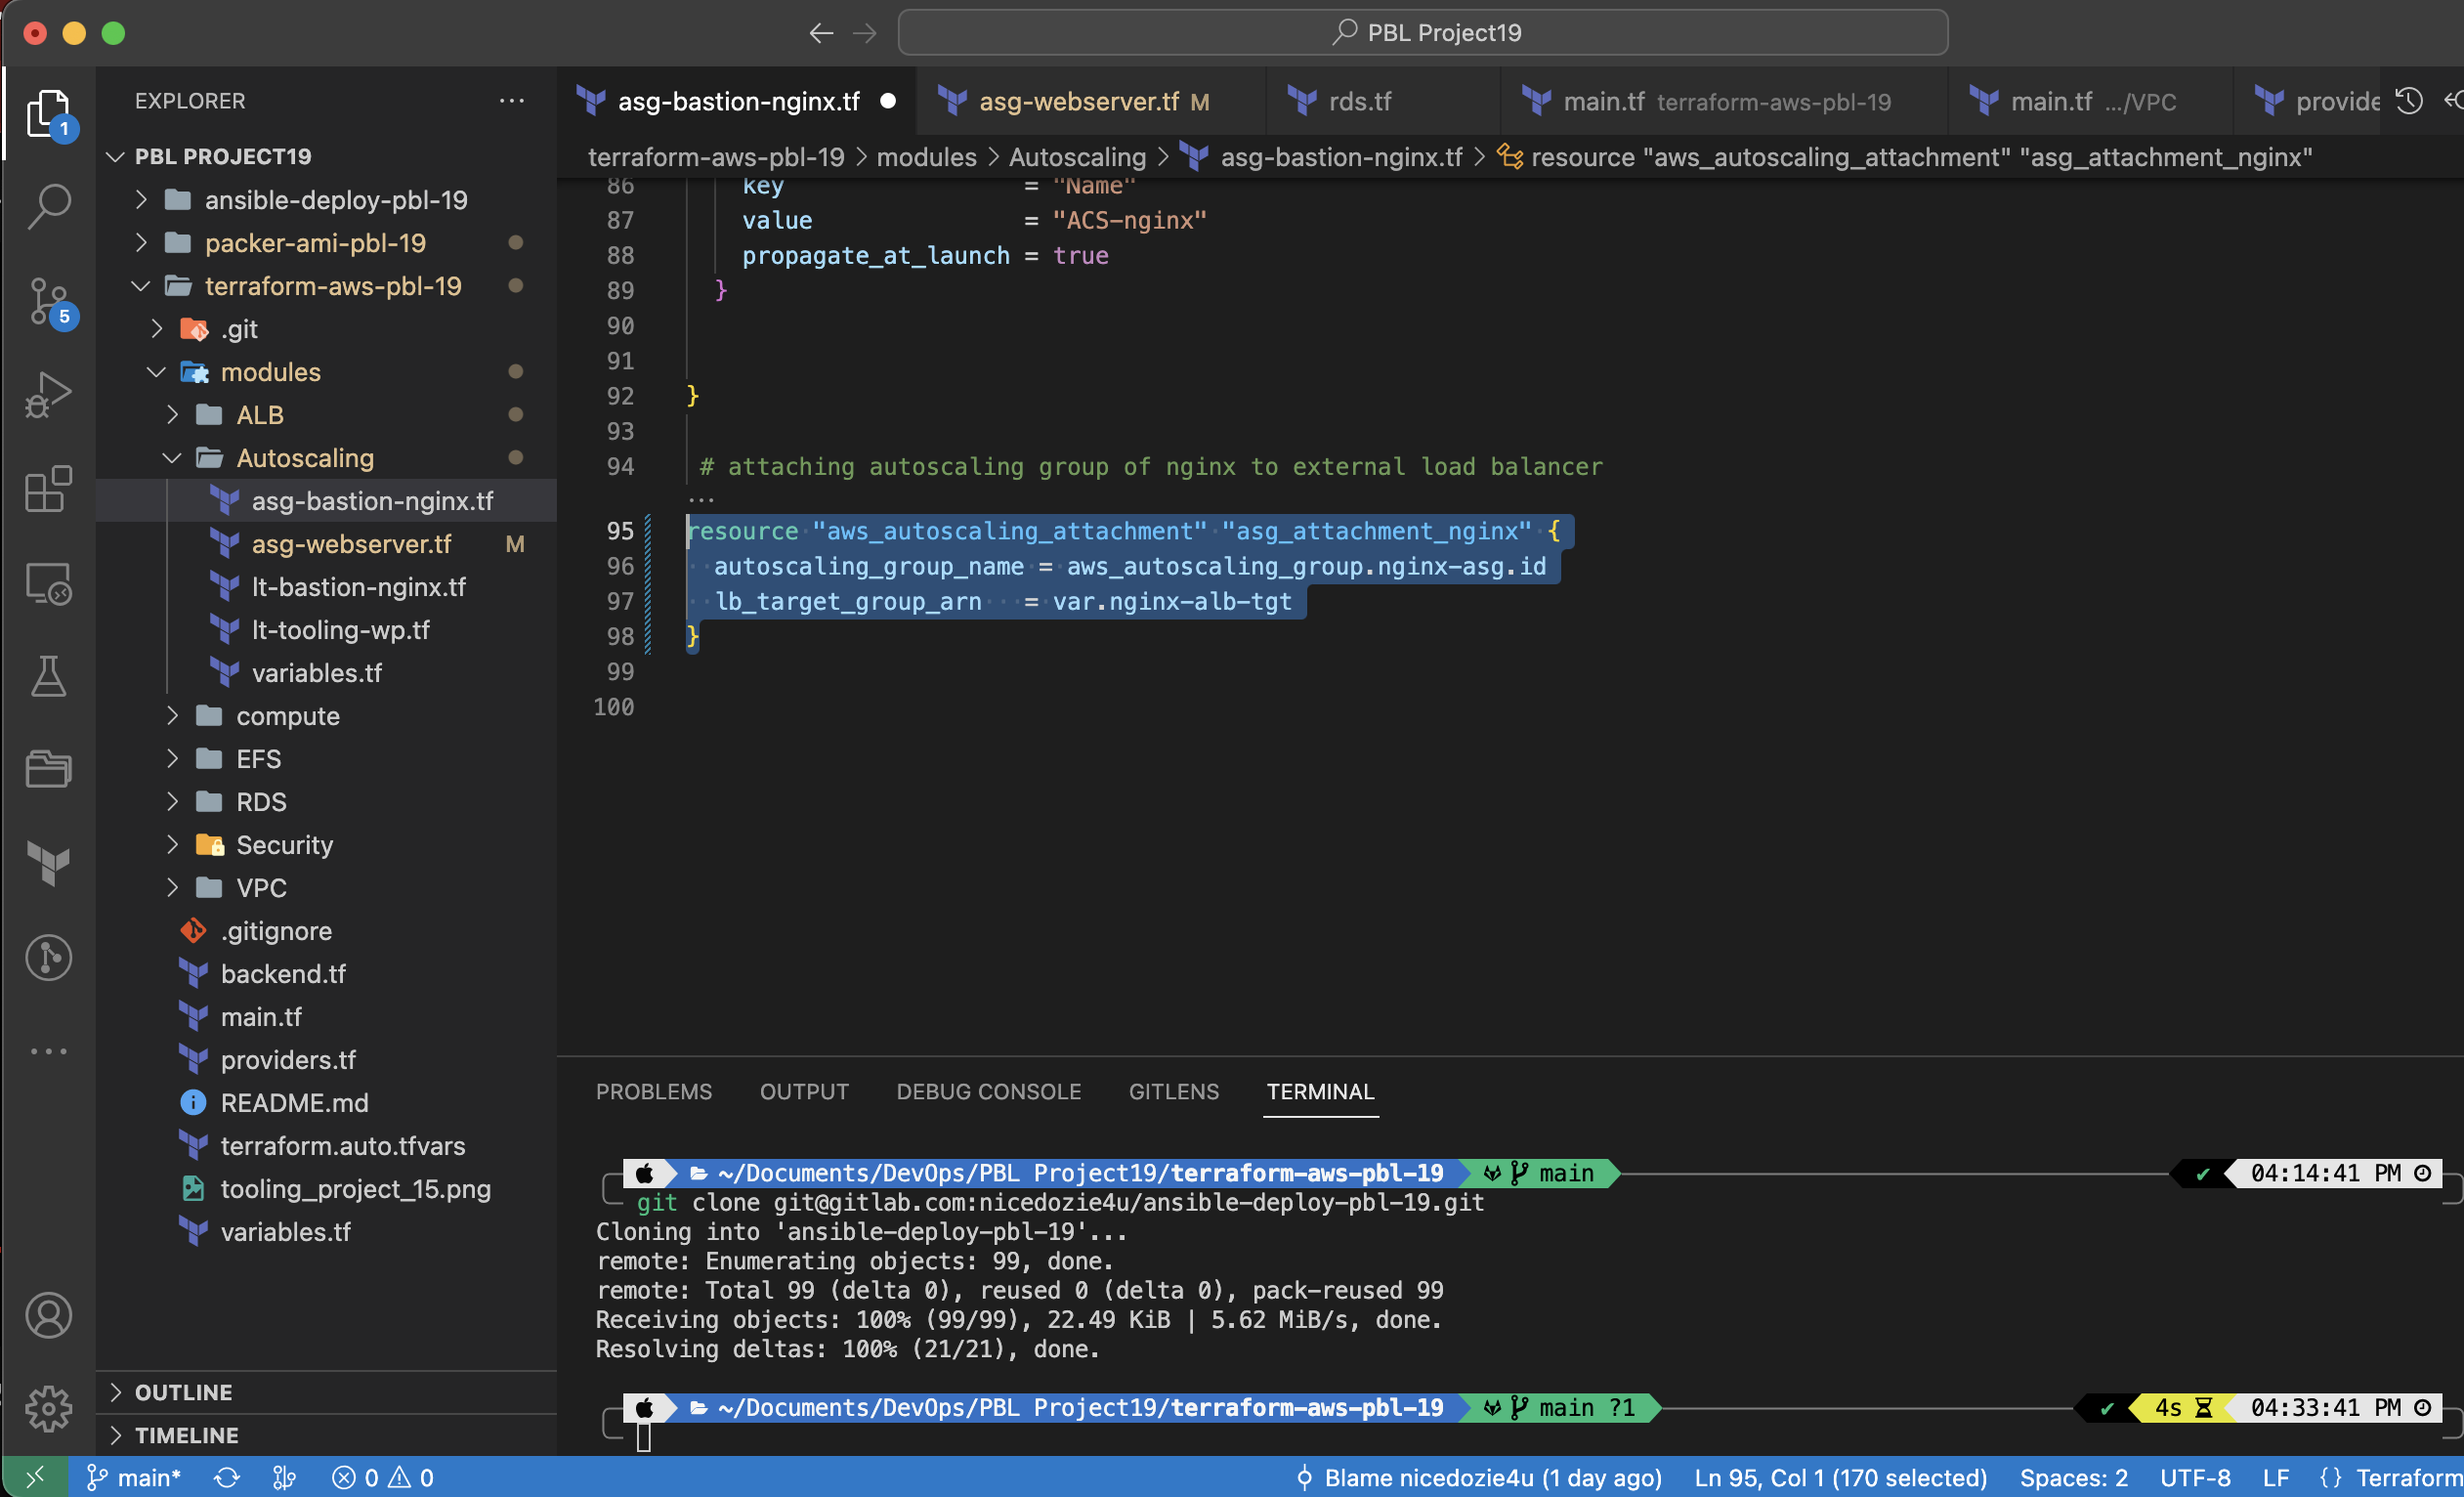 PBL Project19
EXPLORER
PBL PROJECT19
ansible-deploy-pbl-19
packer-ami-pbl-19
terraform-aws-pbl-19
.git
modules
ALB
Autoscaling
asg-bastion-nginx.tf
asg-webserver.tf M
lt-bastion-nginx.tf
lt-tooling-wp.tf
variables.tf
compute
EFS
RDS
Security
VPC
.gitignore
backend.tf
main.tf
providers.tf
README.md
terraform.auto.tfvars
tooling_project_15.png
variables.tf
OUTLINE
TIMELINE
1
5
asg-bastion-nginx.tf
asg-webserver.tf M
rds.tf
main.tf terraform-aws-pbl-19
main.tf .../VPC
provide
terraform-aws-pbl-19 > modules > Autoscaling > asg-bastion-nginx.tf > resource "aws_autoscaling_attachment" "asg_attachment_nginx"
86 key = "Name"
87 value = "ACS-nginx"
88 propagate_at_launch = true
89 }
90
91
92 }
93
94 # attaching autoscaling group of nginx to external load balancer
...
95 resource "aws_autoscaling_attachment" "asg_attachment_nginx" {
96 autoscaling_group_name = aws_autoscaling_group.nginx-asg.id
97 lb_target_group_arn = var.nginx-alb-tgt
98 }
99
100
PROBLEMS OUTPUT DEBUG CONSOLE GITLENS TERMINAL
~/Documents/DevOps/PBL Project19/terraform-aws-pbl-19 main ✔ 04:14:41 PM
git clone git@gitlab.com:nicedozie4u/ansible-deploy-pbl-19.git
Cloning into 'ansible-deploy-pbl-19'...
remote: Enumerating objects: 99, done.
remote: Total 99 (delta 0), reused 0 (delta 0), pack-reused 99
Receiving objects: 100% (99/99), 22.49 KiB | 5.62 MiB/s, done.
Resolving deltas: 100% (21/21), done.
~/Documents/DevOps/PBL Project19/terraform-aws-pbl-19 main ?1 ✔ 4s 04:33:41 PM
main* 0 0 Blame nicedozie4u (1 day ago) Ln 95, Col 1 (170 selected) Spaces: 2 UTF-8 LF {} Terraform